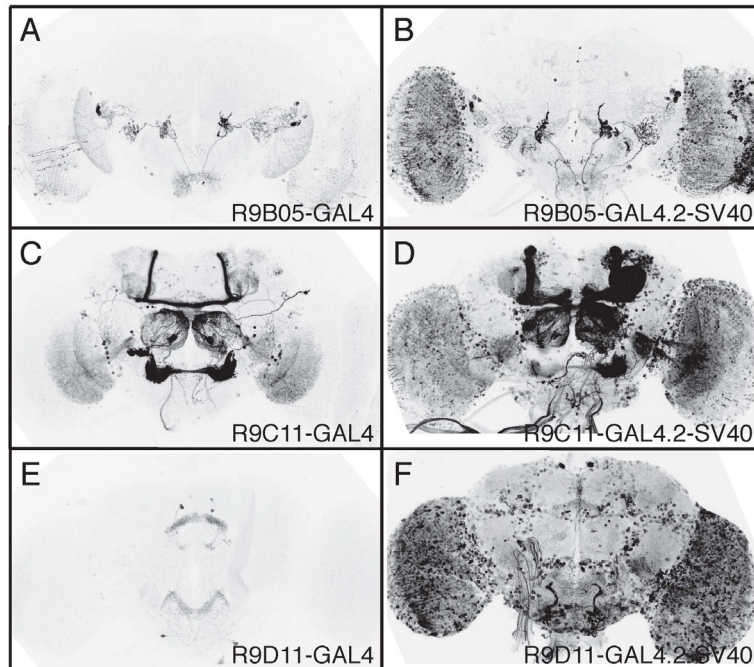 A
R9B05-GAL4
B
R9B05-GAL4.2-SV40
C
R9C11-GAL4
D
R9C11-GAL4.2-SV40
E
R9D11-GAL4
F
R9D11-GAL4.2-SV40